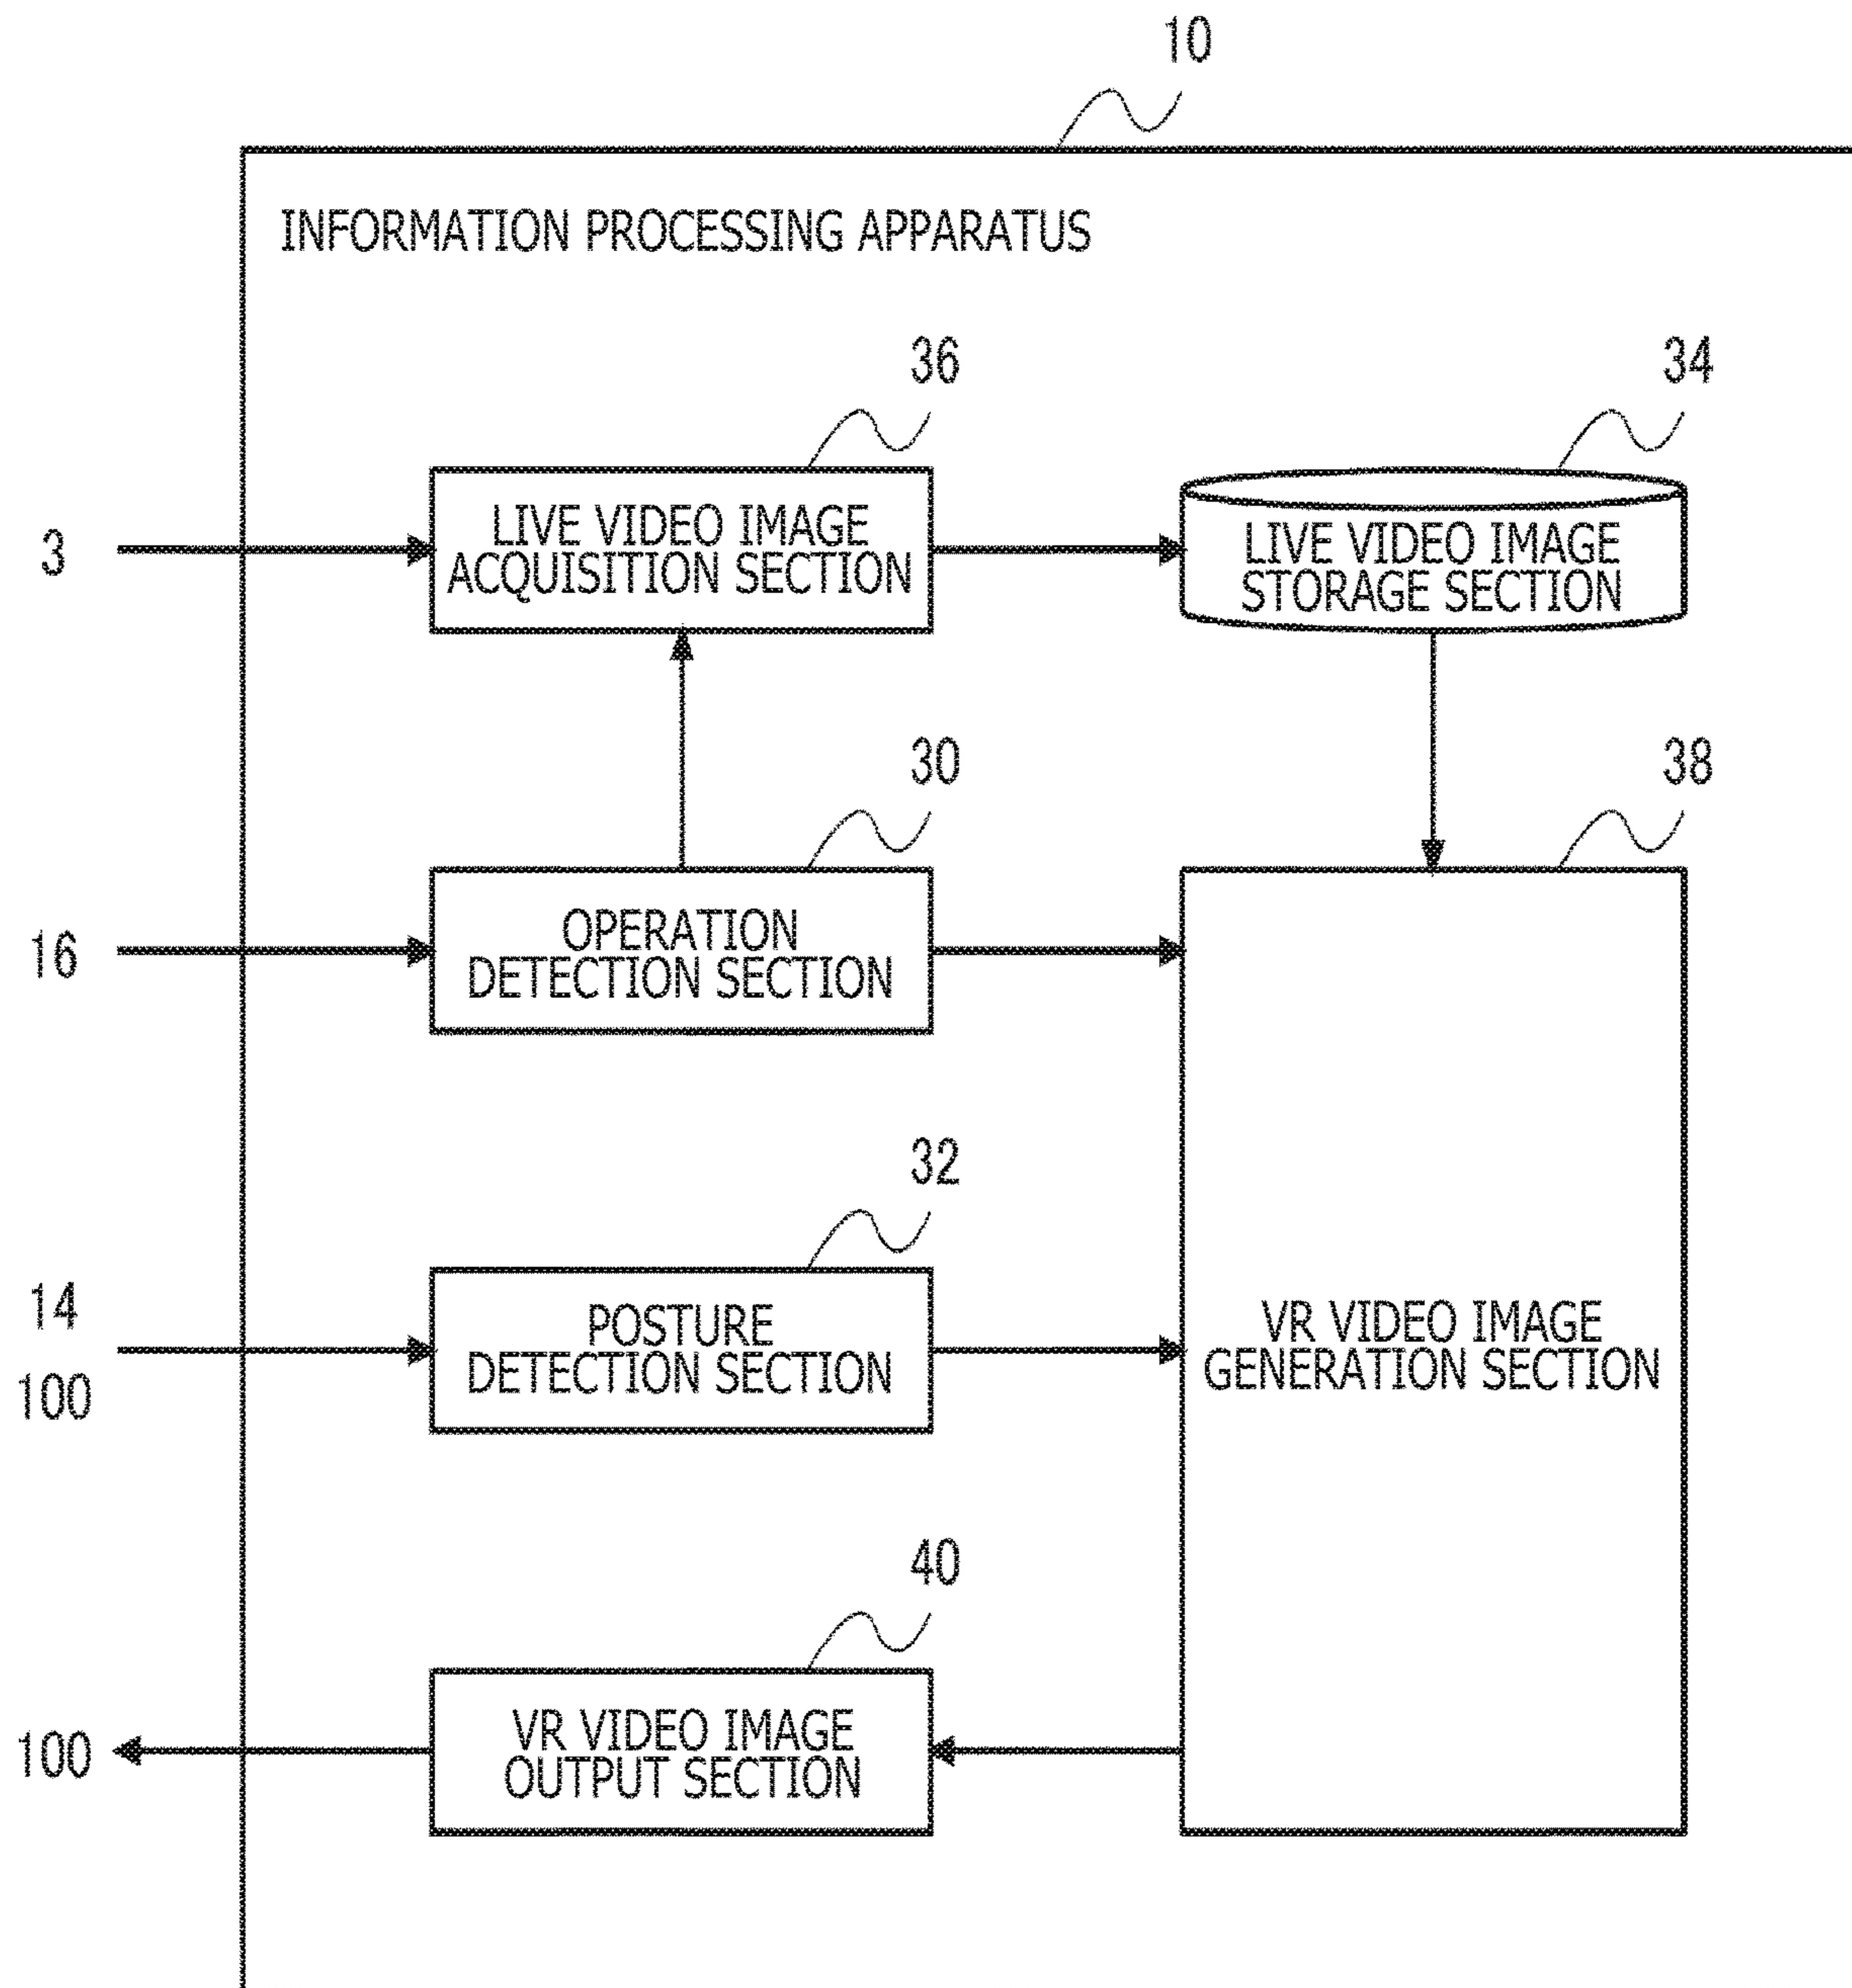 10
INFORMATION PROCESSING APPARATUS
36
34
3
LIVE VIDEO IMAGE
ACQUISITION SECTION
LIVE VIDEO IMAGE
STORAGE SECTION
30
38
16
OPERATION
DETECTION SECTION
32
14
100
POSTURE
DETECTION SECTION
VR VIDEO IMAGE
GENERATION SECTION
40
100
VR VIDEO IMAGE
OUTPUT SECTION